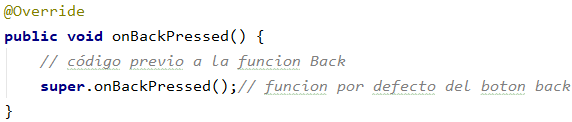 @Override
public void onBackPressed() {
// código previo a la funcion Back
super.onBackPressed();// funcion por defecto del boton back
}